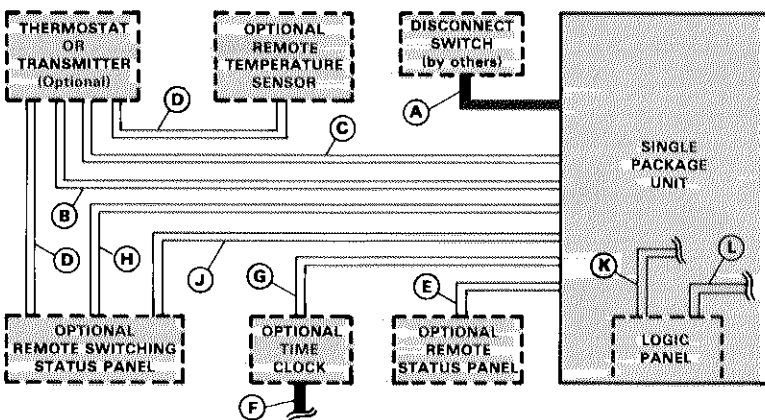 THERMOSTAT
OR
TRANSMITTER
(Optional)
OPTIONAL
REMOTE
TEMPERATURE
SENSOR
DISCONNECT
SWITCH
(by others)
A
D
C
SINGLE
PACKAGE
UNIT
B
D
H
J
G
E
K
L
OPTIONAL
REMOTE SWITCHING
STATUS PANEL
OPTIONAL
TIME
CLOCK
OPTIONAL
REMOTE
STATUS PANEL
LOGIC
PANEL
F